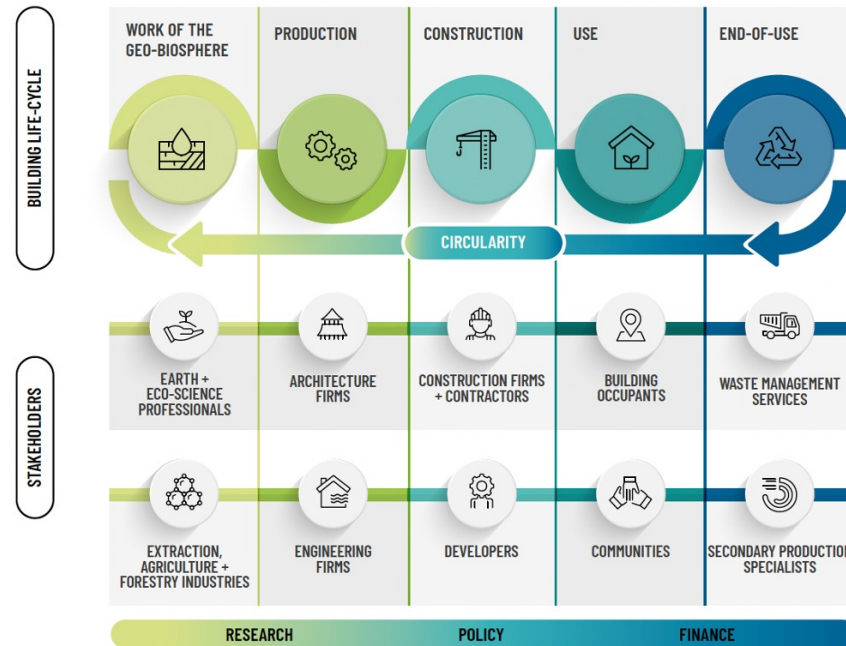 BUILDING LIFE-CYCLE
WORK OF THE
GEO-BIOSPHERE
PRODUCTION
CONSTRUCTION
USE
END-OF-USE
CIRCULARITY
STAKEHOLDERS
EARTH +
ECO-SCIENCE
PROFESSIONALS
ARCHITECTURE
FIRMS
CONSTRUCTION FIRMS
+ CONTRACTORS
BUILDING
OCCUPANTS
WASTE MANAGEMENT
SERVICES
EXTRACTION,
AGRICULTURE +
FORESTRY INDUSTRIES
ENGINEERING
FIRMS
DEVELOPERS
COMMUNITIES
SECONDARY PRODUCTION
SPECIALISTS
RESEARCH
POLICY
FINANCE